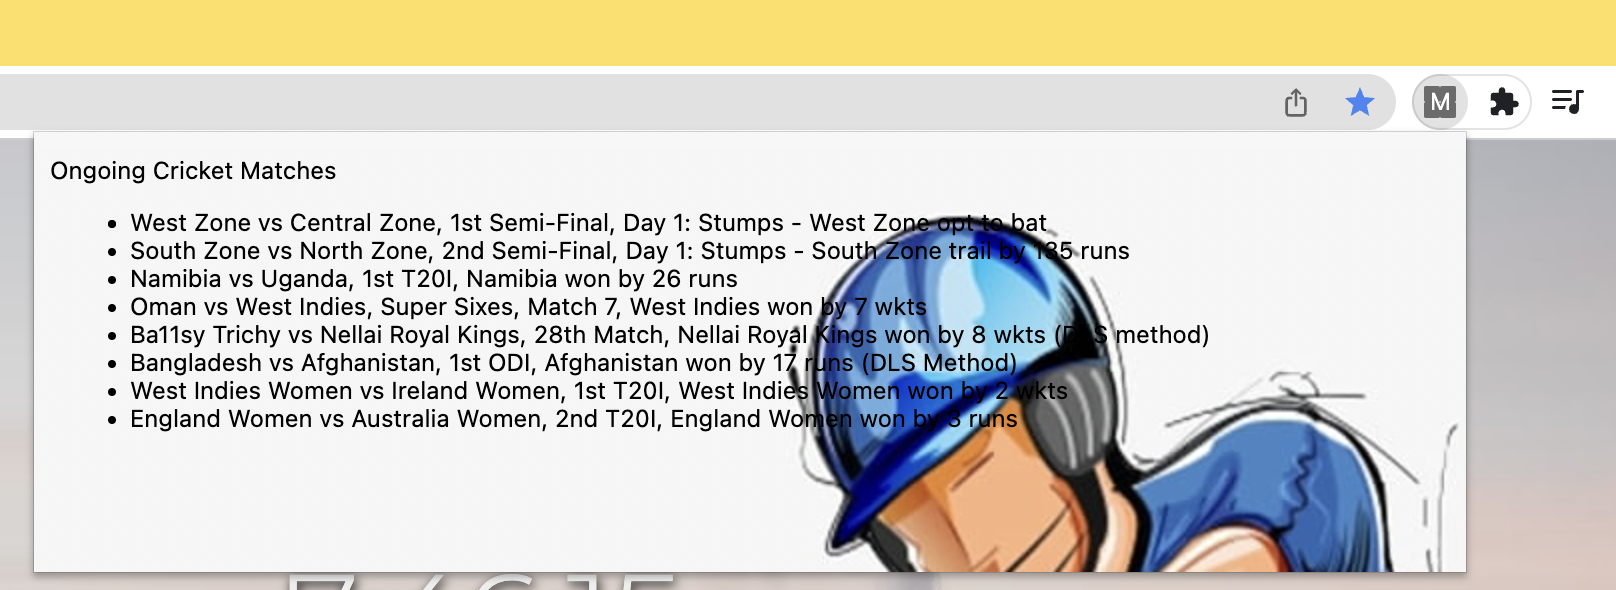 M
Ongoing Cricket Matches
• West Zone vs Central Zone, 1st Semi-Final, Day 1: Stumps - West Zone opt to bat
• South Zone vs North Zone, 2nd Semi-Final, Day 1: Stumps - South Zone trail by 135 runs
• Namibia vs Uganda, 1st T20I, Namibia won by 26 runs
• Oman vs West Indies, Super Sixes, Match 7, West Indies won by 7 wkts
• Ba11sy Trichy vs Nellai Royal Kings, 28th Match, Nellai Royal Kings won by 8 wkts (DLS method)
• Bangladesh vs Afghanistan, 1st ODI, Afghanistan won by 17 runs (DLS Method)
• West Indies Women vs Ireland Women, 1st T20I, West Indies Women won by 2 wkts
• England Women vs Australia Women, 2nd T20I, England Women won by 3 runs